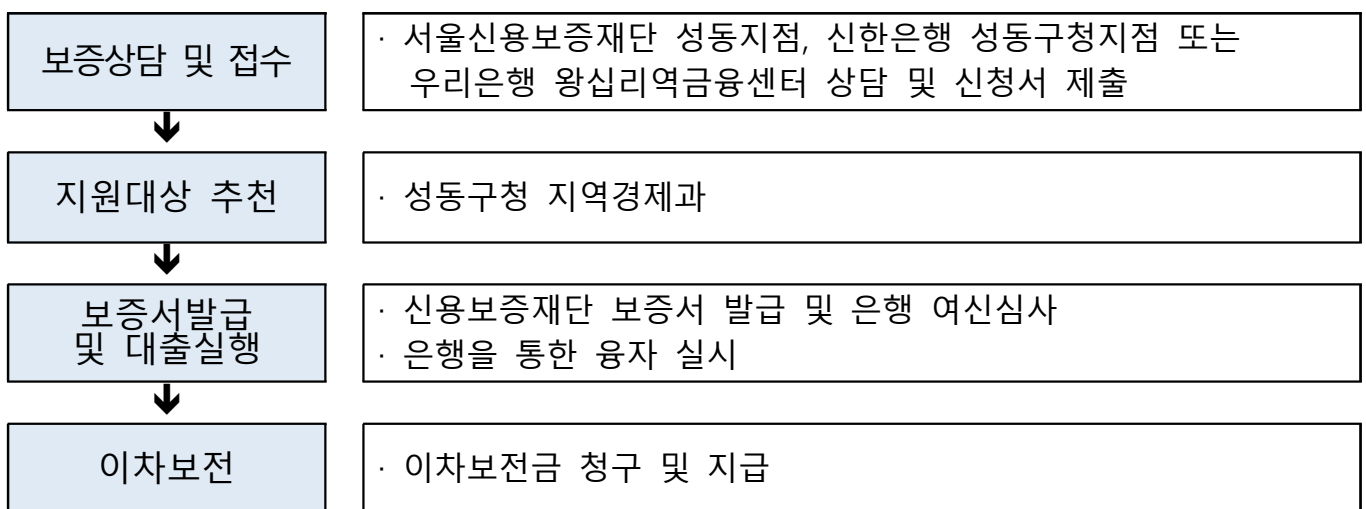 보증상담 및 접수
· 서울신용보증재단 성동지점, 신한은행 성동구청지점 또는
우리은행 왕십리역금융센터 상담 및 신청서 제출
지원대상 추천
· 성동구청 지역경제과
보증서발급
및 대출실행
· 신용보증재단 보증서 발급 및 은행 여신심사
· 은행을 통한 융자 실시
이차보전
· 이차보전금 청구 및 지급